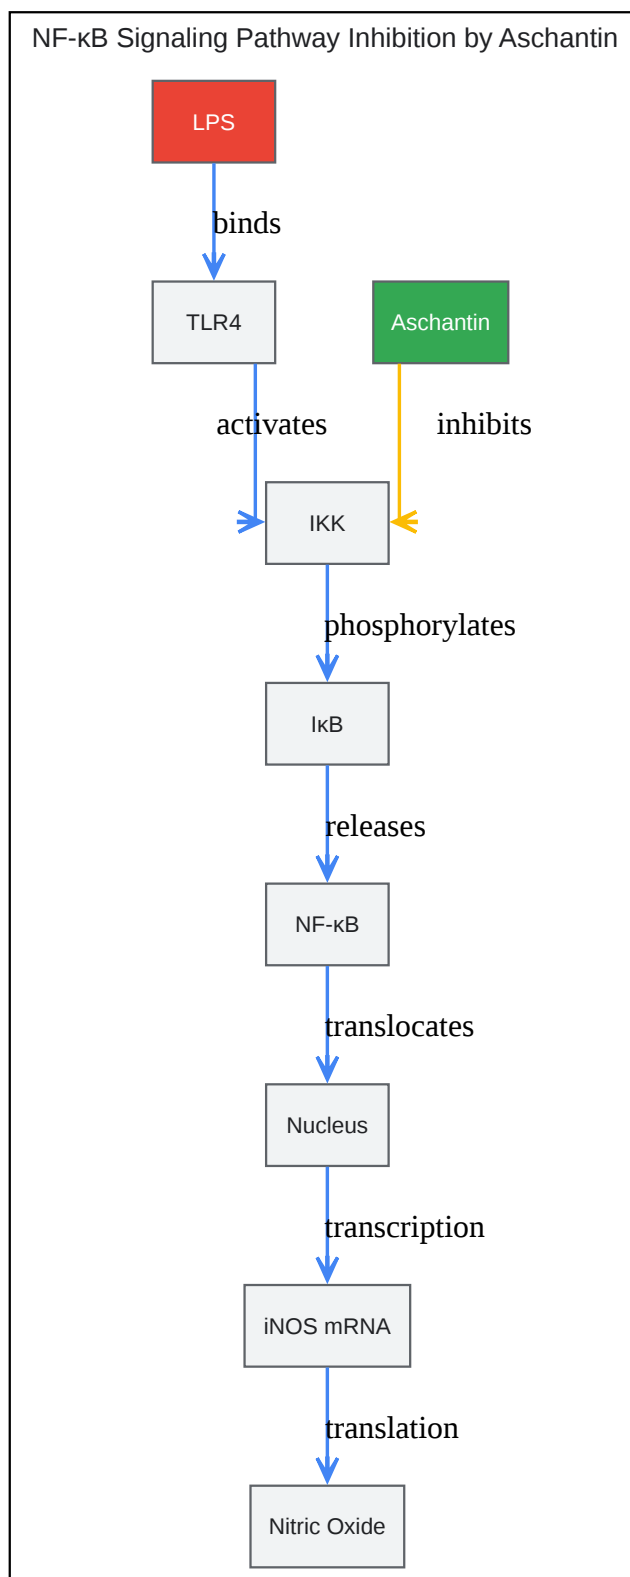 NF-κB Signaling Pathway Inhibition by Aschantin
LPS
binds
TLR4
Aschantin
activates
inhibits
IKK
phosphorylates
IκB
releases
NF-κB
translocates
Nucleus
transcription
iNOS mRNA
translation
Nitric Oxide